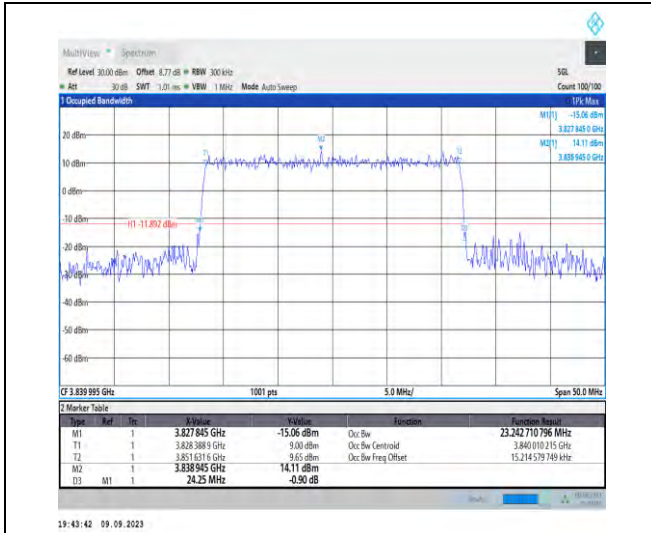 MultiView Spectrum
Ref Level 30.00 dBm Offset 8.77 dB RBW 300 kHz SGL
Att 30 dB SWT 1.01 ms VBW 1 MHz Mode Auto Sweep Count 100/100
1 Occupied Bandwidth 1Pk Max
M1[1] -15.06 dBm
3.827 845 0 GHz
M2[1] 14.11 dBm
3.838 945 0 GHz
20 dBm
M2
T1
T2
10 dBm
0 dBm
-10 dBm
H1 -11.892 dBm
M1
D3
-20 dBm
-30 dBm
-40 dBm
-50 dBm
-60 dBm
CF 3.839 995 GHz 1001 pts 5.0 MHz/ Span 50.0 MHz
2 Marker Table
Type Ref Trc X-Value Y-Value Function Function Result
M1 1 3.827 845 GHz -15.06 dBm Occ Bw 23.242 710 796 MHz
T1 1 3.828 388 9 GHz 9.00 dBm Occ Bw Centroid 3.840 010 215 GHz
T2 1 3.851 631 6 GHz 9.65 dBm Occ Bw Freq Offset 15.214 579 749 kHz
M2 1 3.838 945 GHz 14.11 dBm
D3 M1 1 24.25 MHz -0.90 dB
19:43:42 09.09.2023